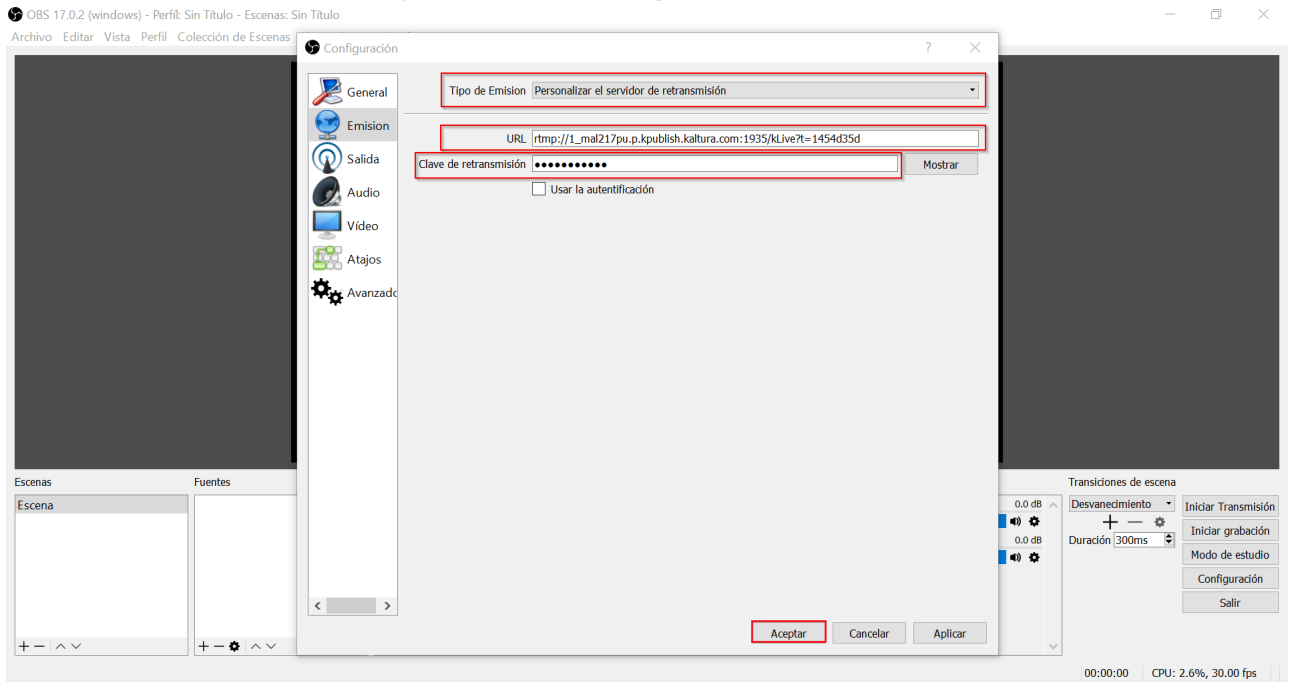 OBS 17.0.2 (windows) - Perfil: Sin Título - Escenas: Sin Título
Archivo Editar Vista Perfil Colección de Escenas
Configuración
General
Emision
Salida
Audio
Vídeo
Atajos
Avanzado
Tipo de Emision Personalizar el servidor de retransmisión
URL rtmp://1_mal217pu.p.kpublish.kaltura.com:1935/kLive?t=1454d35d
Clave de retransmisión ●●●●●●●●●●● Mostrar
Usar la autentificación
Aceptar Cancelar Aplicar
Escenas
Escena
Fuentes
0.0 dB
0.0 dB
Transiciones de escena
Desvanecimiento
Duración 300ms
Iniciar Transmisión
Iniciar grabación
Modo de estudio
Configuración
Salir
00:00:00 CPU: 2.6%, 30.00 fps